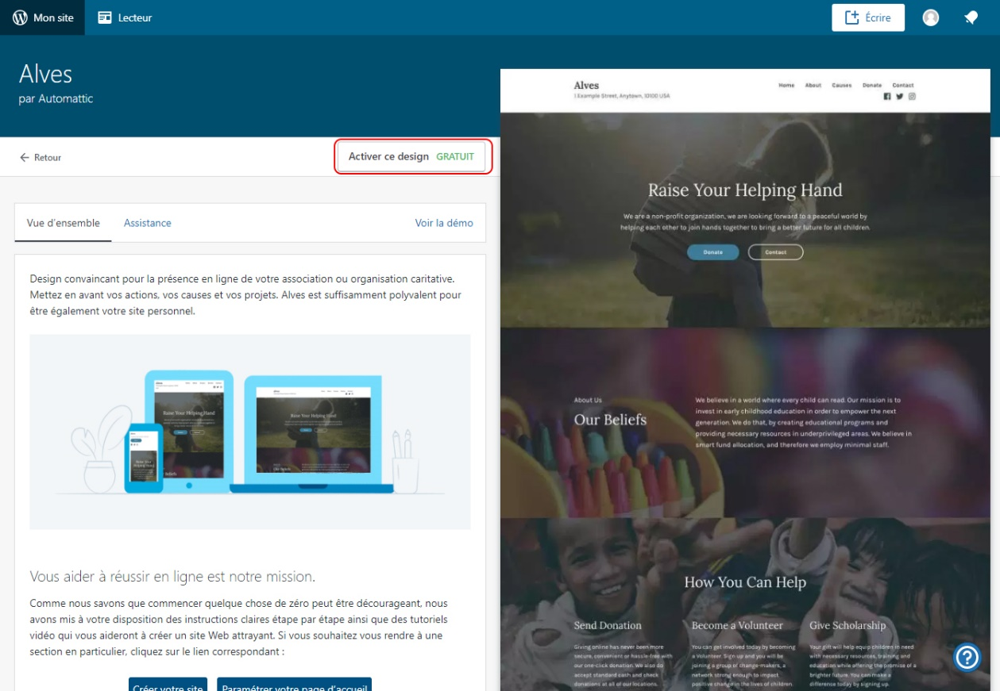 Mon site
Lecteur
Écrire
Alves
par Automattic
Retour
Activer ce design GRATUIT
Vue d'ensemble
Assistance
Voir la démo
Design convaincant pour la présence en ligne de votre association ou organisation caritative.
Mettez en avant vos actions, vos causes et vos projets. Alves est suffisamment polyvalent pour
être également votre site personnel.
Vous aider à réussir en ligne est notre mission.
Comme nous savons que commencer quelque chose de zéro peut être décourageant, nous
avons mis à votre disposition des instructions claires étape par étape ainsi que des tutoriels
vidéo qui vous aideront à créer un site Web attrayant. Si vous souhaitez vous rendre à une
section en particulier, cliquez sur le lien correspondant :
Créer votre site
Paramétrer votre page d'accueil
Alves
1 Example Street, Anytown, 10100 USA
Home About Causes Donate Contact
Raise Your Helping Hand
We are a non-profit organization, we are looking forward to a peaceful world by
helping each other to join hands together to bring a better future for all children.
Donate
Contact
About Us
Our Beliefs
We believe in a world where every child can read. Our mission is to
invest in early childhood education in order to empower the next
generation. We do that, by creating educational programs and
providing necessary resources in underprivileged areas. We believe in
smart fund allocation, and therefore we employ minimal staff.
How You Can Help
Send Donation
Giving online has never been more
secure, convenient or hassle-free with
our one-click donation. We also do
accept standard cash and check
donations at all of our locations.
Become a Volunteer
You can get involved today by becoming
a Volunteer. Sign up and you will be
joining a group of change-makers, a
network strong enough to impact
positive change in the lives of children.
Give Scholarship
Your gift will help equip children in need
with necessary resources, training and
education while offering the promise of a
brighter future. You can make a
difference today by signing up.